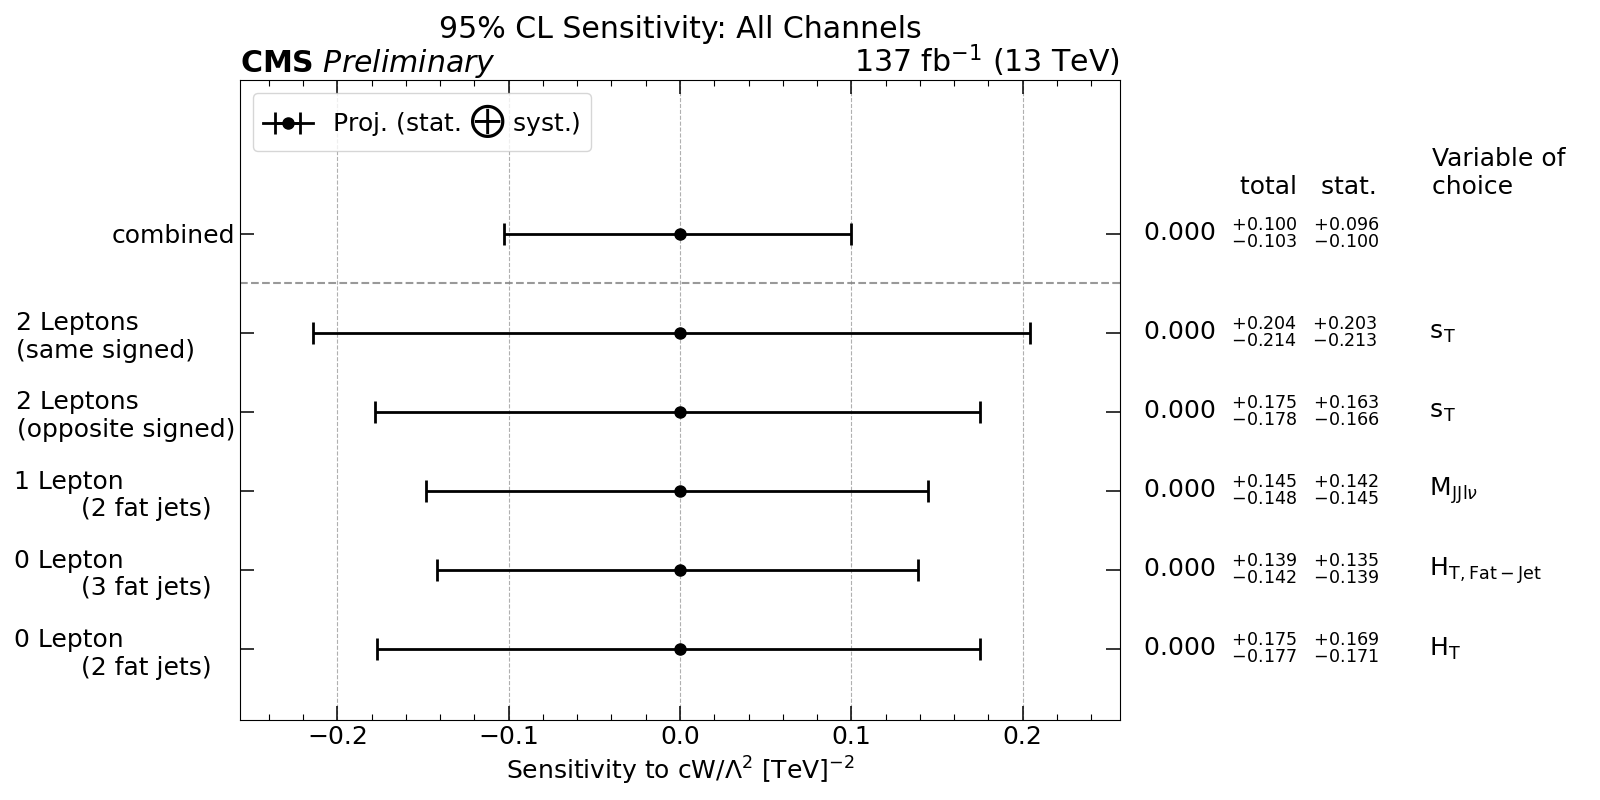 95% CL Sensitivity: All Channels
CMS Preliminary 137 fb⁻¹ (13 TeV)
Proj. (stat. ⊕ syst.)
Variable of
total stat. choice
combined 0.000 +0.100 −0.103 +0.096 −0.100
2 Leptons
(same signed) 0.000 +0.204 −0.214 +0.203 −0.213 s_T
2 Leptons
(opposite signed) 0.000 +0.175 −0.178 +0.163 −0.166 s_T
1 Lepton
(2 fat jets) 0.000 +0.145 −0.148 +0.142 −0.145 M_JJlν
0 Lepton
(3 fat jets) 0.000 +0.139 −0.142 +0.135 −0.139 H_T, Fat−Jet
0 Lepton
(2 fat jets) 0.000 +0.175 −0.177 +0.169 −0.171 H_T
−0.2 −0.1 0.0 0.1 0.2
Sensitivity to cW/Λ² [TeV]⁻²